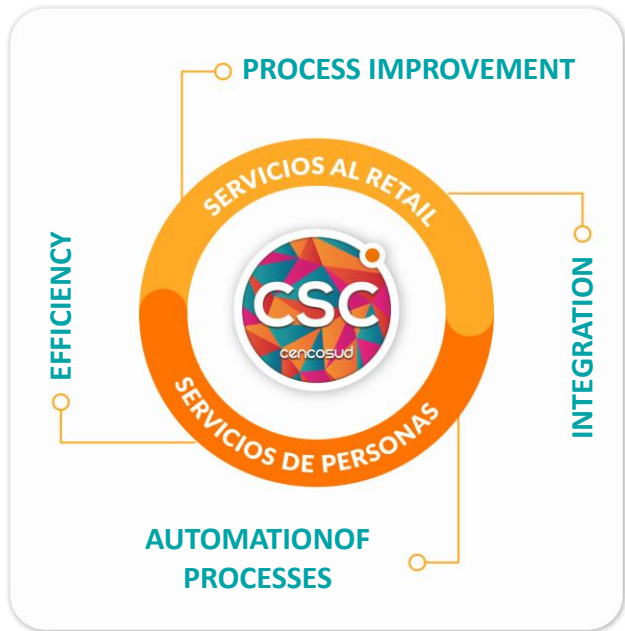 PROCESS IMPROVEMENT
SERVICIOS AL RETAIL
EFFICIENCY
CSC
cencosud
INTEGRATION
SERVICIOS DE PERSONAS
AUTOMATIONOF
PROCESSES